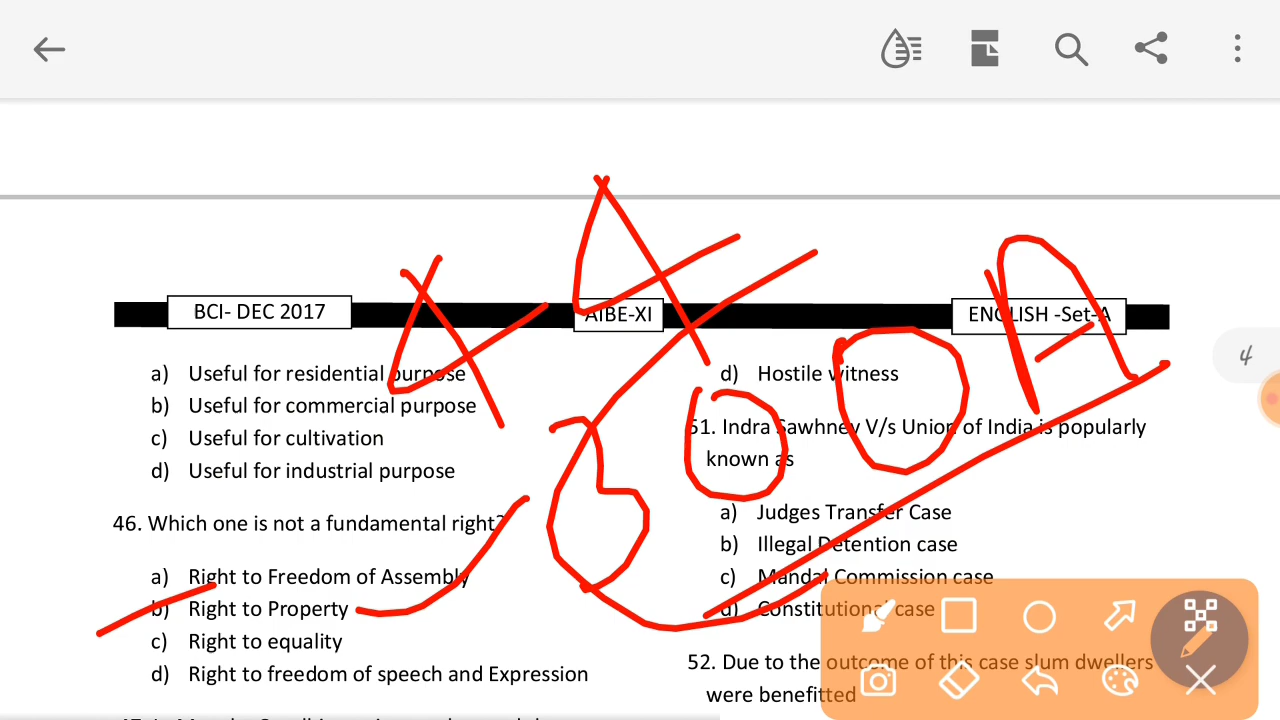 4
BCI- DEC 2017
AIBE-XI
ENGLISH -Set-A
a) Useful for residential purpose
b) Useful for commercial purpose
c) Useful for cultivation
d) Useful for industrial purpose
46. Which one is not a fundamental right?
a) Right to Freedom of Assembly
b) Right to Property
c) Right to equality
d) Right to freedom of speech and Expression
d) Hostile witness
51. Indra Sawhney V/s Union of India is popularly
known as
a) Judges Transfer Case
b) Illegal Detention case
c) Mandal Commission case
d) Constitutional case
52. Due to the outcome of this case slum dwellers
were benefitted